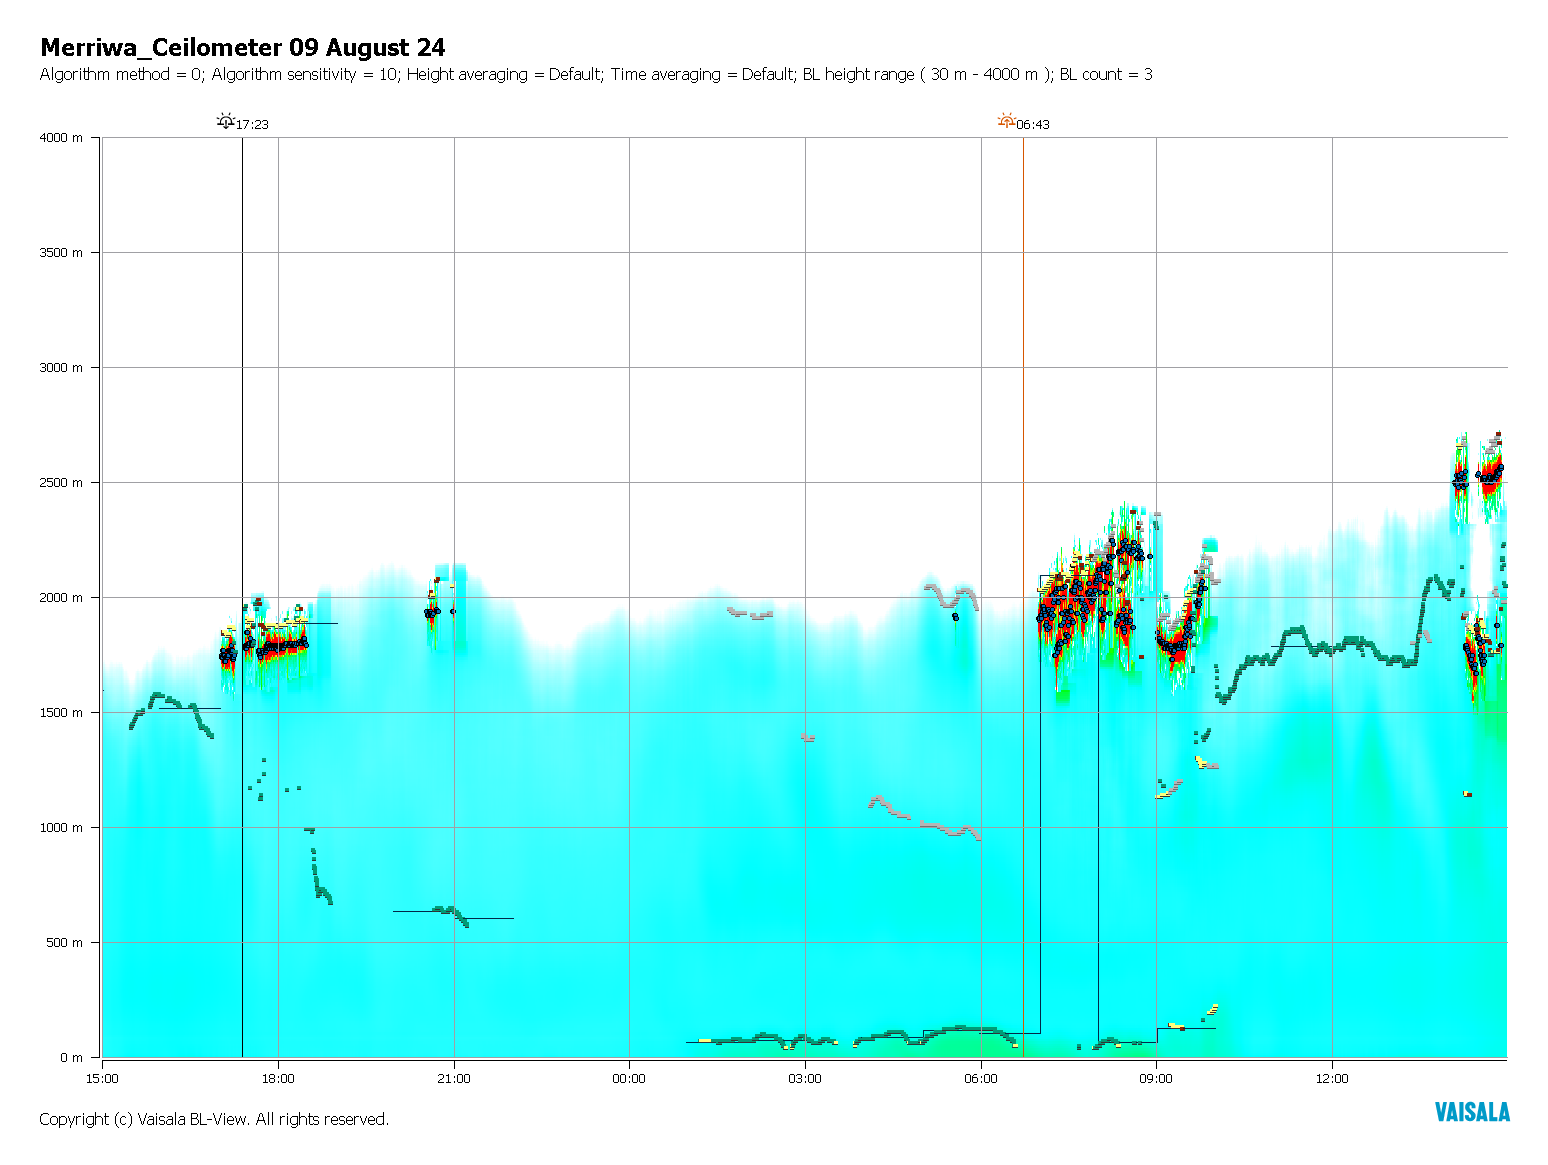 Merriwa_Ceilometer 09 August 24
Algorithm method = 0; Algorithm sensitivity = 10; Height averaging = Default; Time averaging = Default; BL height range ( 30 m - 4000 m ); BL count = 3
17:23
06:43
4000 m
3500 m
3000 m
2500 m
2000 m
1500 m
1000 m
500 m
0 m
15:00 18:00 21:00 00:00 03:00 06:00 09:00 12:00
Copyright (c) Vaisala BL-View. All rights reserved.
VAISALA